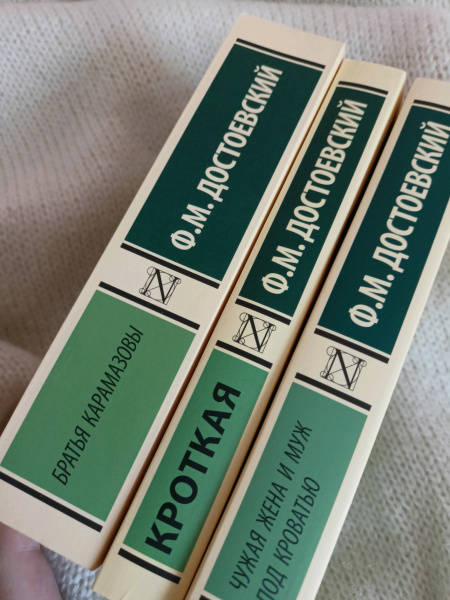 Ф.М. ДОСТОЕВСКИЙ
БРАТЬЯ КАРАМАЗОВЫ
Ф.М. ДОСТОЕВСКИЙ
КРОТКАЯ
Ф.М. ДОСТОЕВСКИЙ
ЧУЖАЯ ЖЕНА И МУЖ
ПОД КРОВАТЬЮ